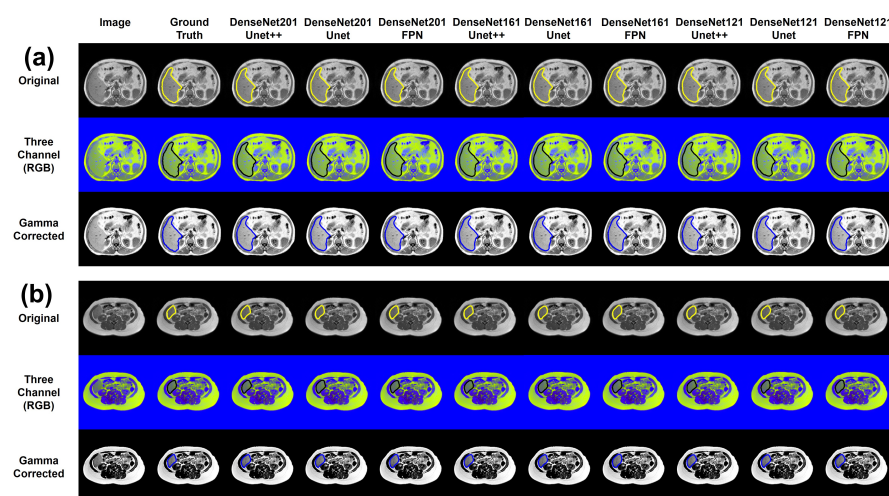 Image Ground DenseNet201 DenseNet201 DenseNet201 DenseNet161 DenseNet161 DenseNet161 DenseNet121 DenseNet121 DenseNet121
Truth Unet++ Unet FPN Unet++ Unet FPN Unet++ Unet FPN
(a)
Original
Three
Channel
(RGB)
Gamma
Corrected
(b)
Original
Three
Channel
(RGB)
Gamma
Corrected